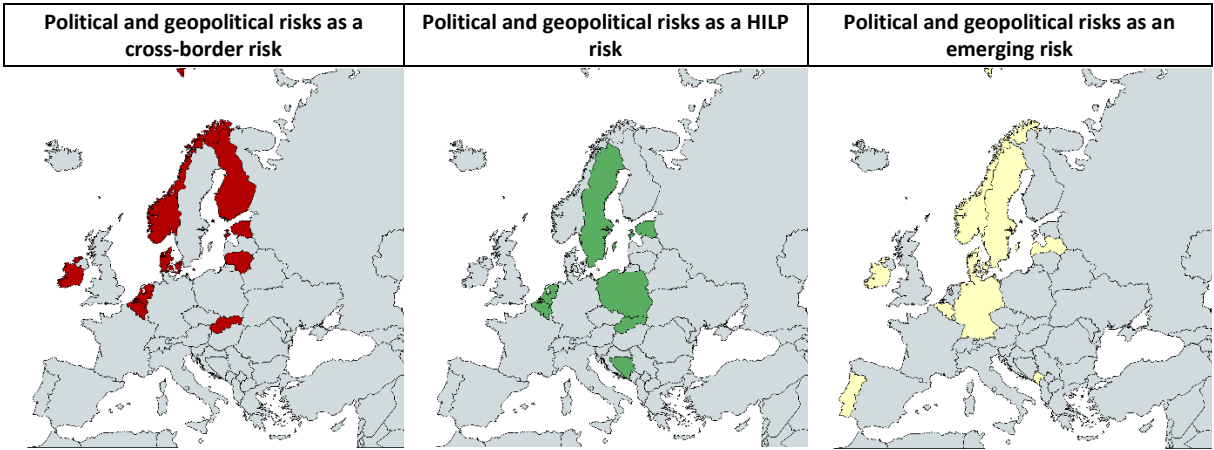 Political and geopolitical risks as a
cross-border risk
Political and geopolitical risks as a HILP
risk
Political and geopolitical risks as an
emerging risk